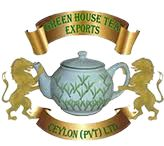 GREEN HOUSE TEA
EXPORTS
CEYLON (PVT) LTD